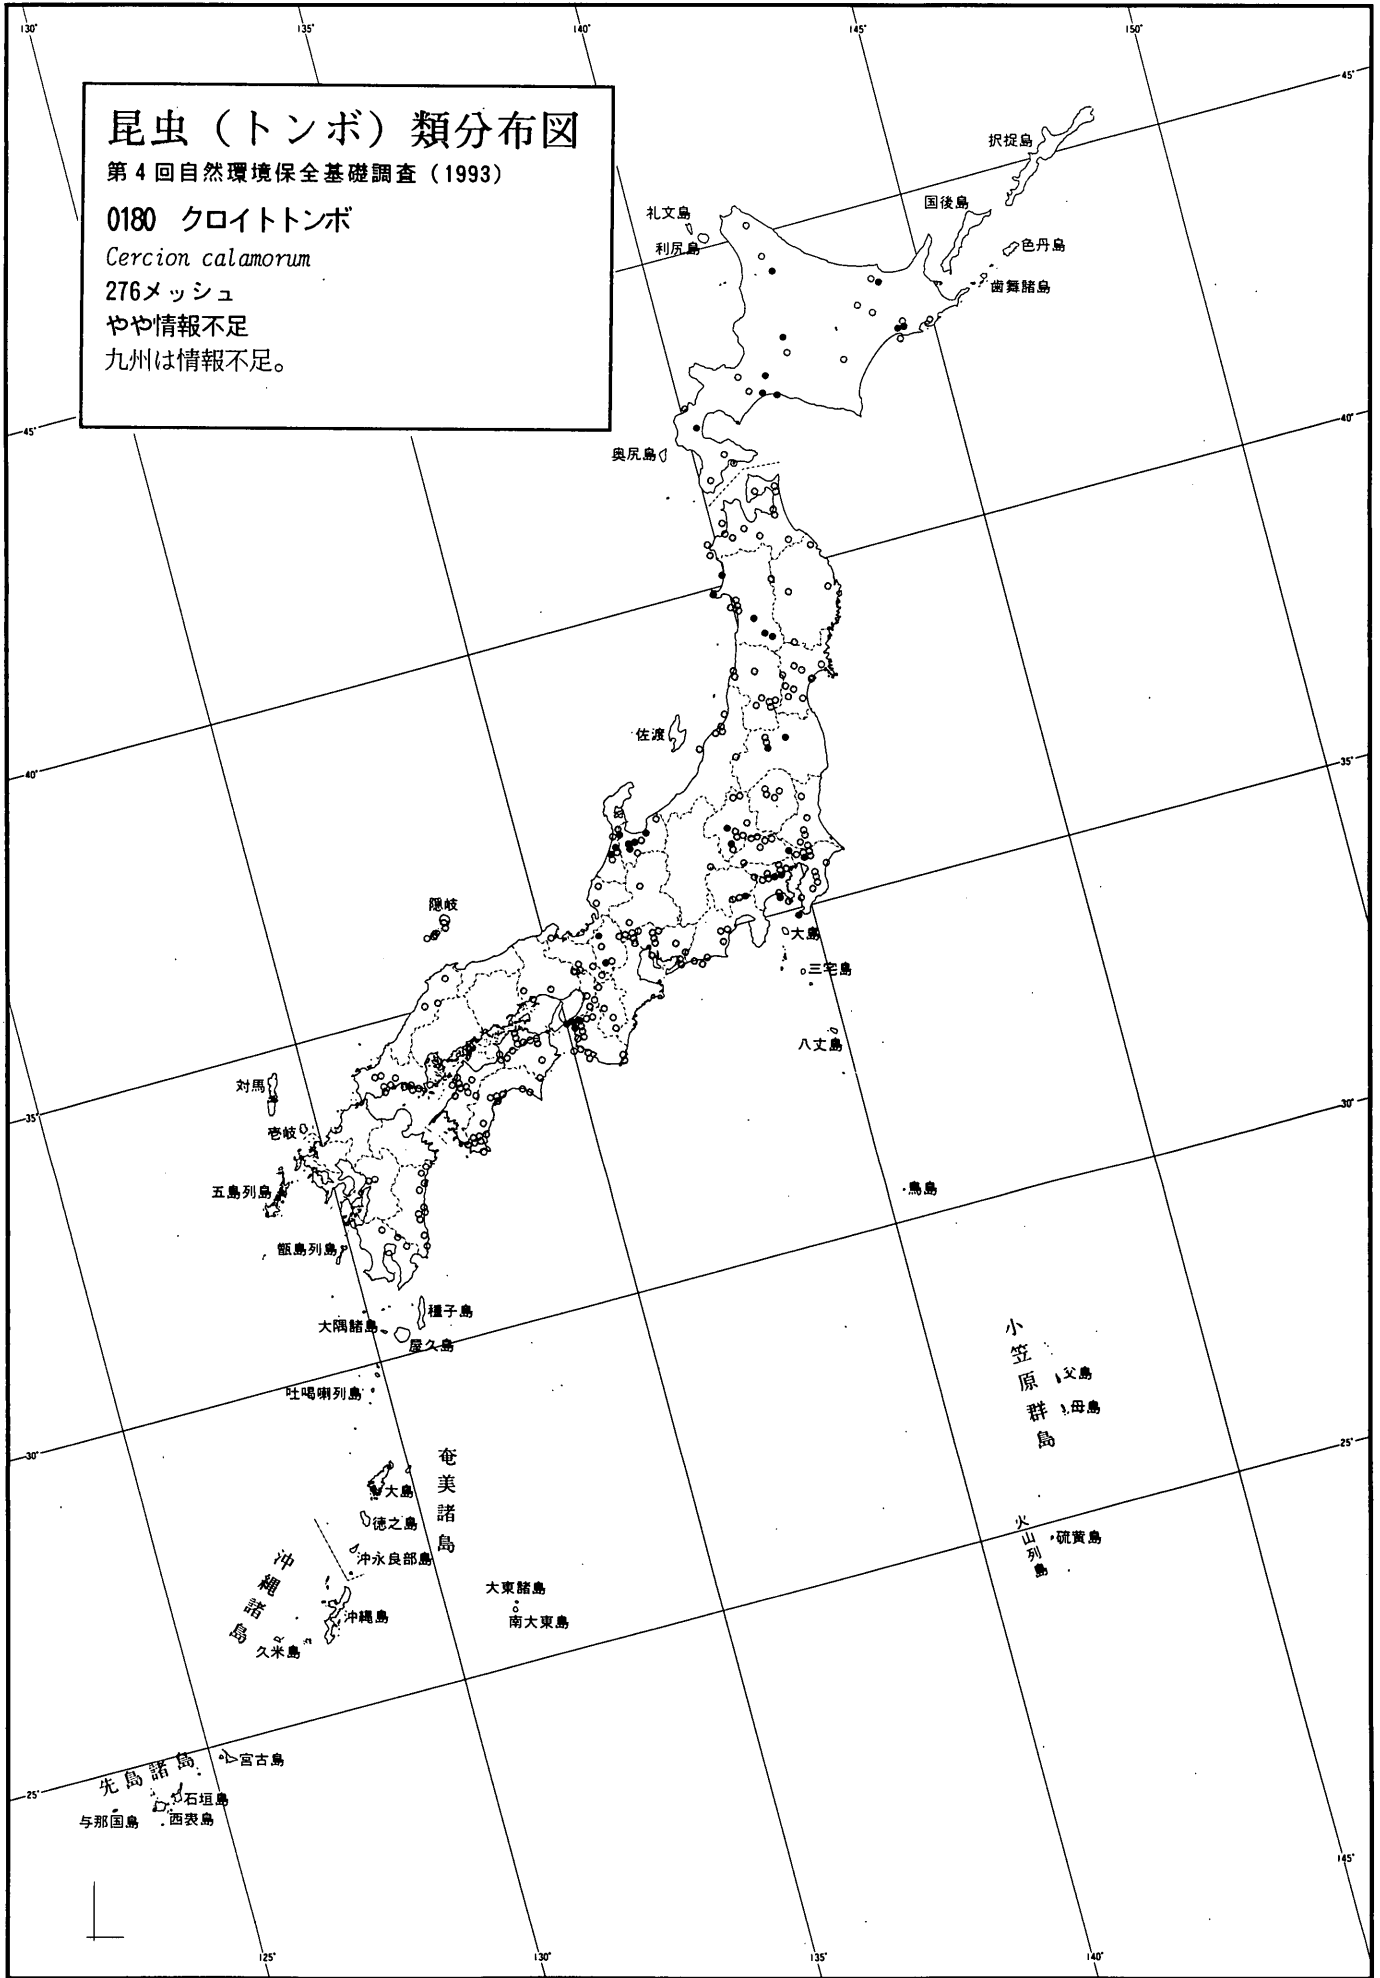 130°
140°
145°
150°
45°
昆虫（トンボ）類分布図
第4回自然環境保全基礎調査（1993）
0180 クロイトトンボ
Cercion calamorum
276メッシュ
やや情報不足
九州は情報不足。
択捉島
国後島
礼文島
利尻島
色丹島
歯舞諸島
45°
40°
奥尻島
佐渡
40°
35°
隠岐
大島
三宅島
八丈島
対馬
35°
30°
壱岐
五島列島
鳥島
甑島列島
種子島
大隅諸島
屋久島
小笠原群島
父島
吐喝喇列島
母島
30°
25°
奄美諸島
大島
徳之島
火山列島
硫黄島
沖永良部島
沖縄諸島
大東諸島
沖縄島
南大東島
久米島
宮古島
先島諸島
25°
石垣島
与那国島
西表島
145°
125°
130°
135°
140°